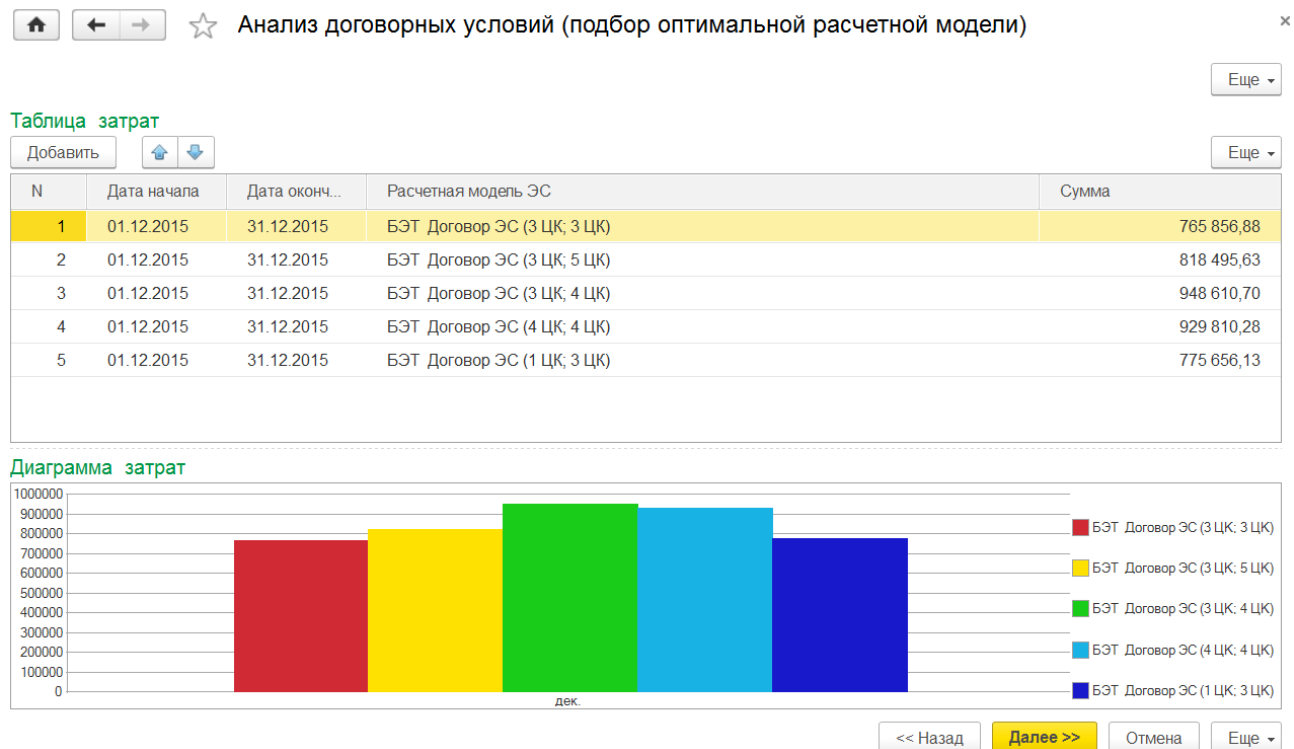 Анализ договорных условий (подбор оптимальной расчетной модели)
×
Еще
Таблица затрат
Добавить
Еще
N Дата начала Дата оконч... Расчетная модель ЭС Сумма
1 01.12.2015 31.12.2015 БЭТ Договор ЭС (3 ЦК; 3 ЦК) 765 856,88
2 01.12.2015 31.12.2015 БЭТ Договор ЭС (3 ЦК; 5 ЦК) 818 495,63
3 01.12.2015 31.12.2015 БЭТ Договор ЭС (3 ЦК; 4 ЦК) 948 610,70
4 01.12.2015 31.12.2015 БЭТ Договор ЭС (4 ЦК; 4 ЦК) 929 810,28
5 01.12.2015 31.12.2015 БЭТ Договор ЭС (1 ЦК; 3 ЦК) 775 656,13
Диаграмма затрат
1000000
900000
800000
700000
600000
500000
400000
300000
200000
100000
0
дек.
БЭТ Договор ЭС (3 ЦК; 3 ЦК)
БЭТ Договор ЭС (3 ЦК; 5 ЦК)
БЭТ Договор ЭС (3 ЦК; 4 ЦК)
БЭТ Договор ЭС (4 ЦК; 4 ЦК)
БЭТ Договор ЭС (1 ЦК; 3 ЦК)
<< Назад Далее >> Отмена Еще